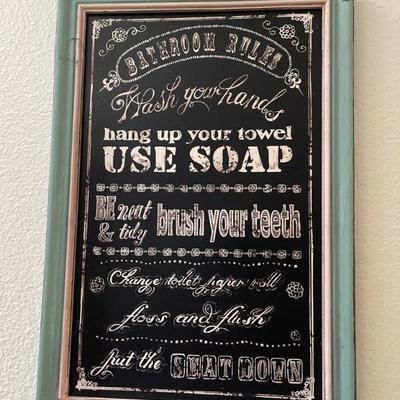 BATHROOM RULES
Wash your hands
hang up your towel
USE SOAP
BE neat & tidy brush your teeth
Change toilet paper roll
floss and flush
put the SEAT DOWN